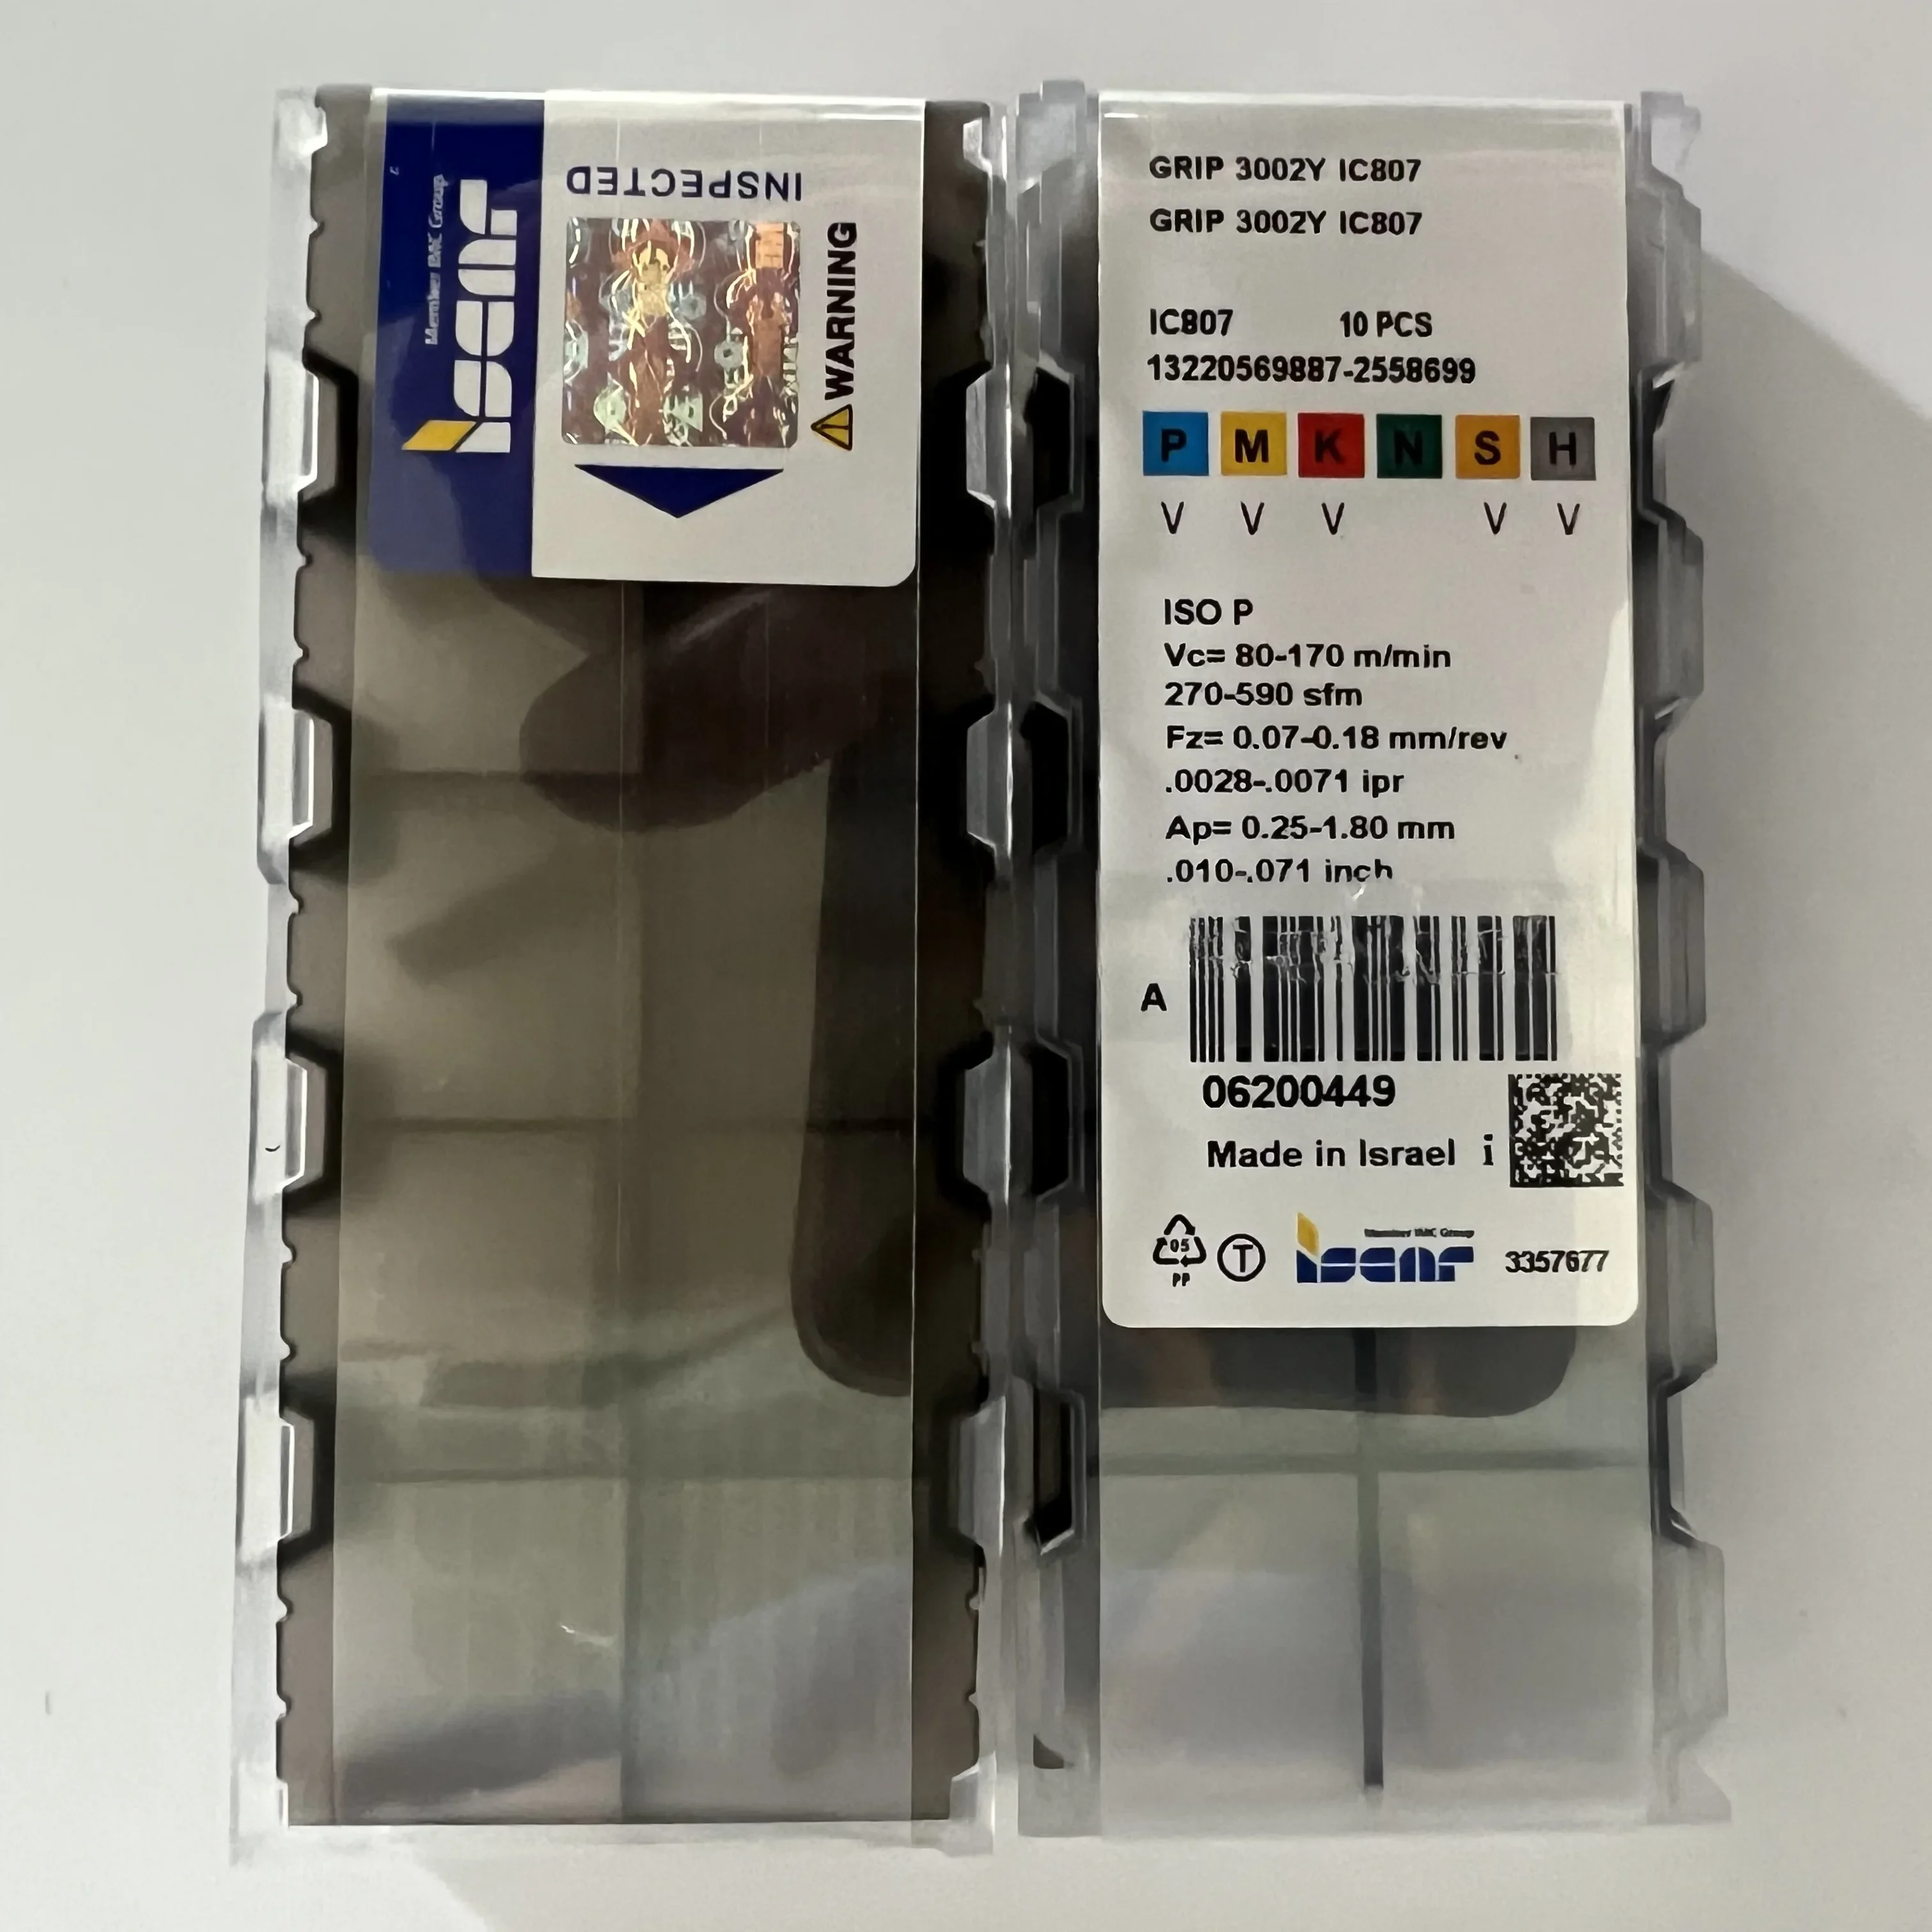 Member IMC Group
iscar
INSPECTED
WARNING
GRIP 3002Y IC807
GRIP 3002Y IC807
IC807 10 PCS
13220569887-2558699
P M K N S H
V V V V V
ISO P
Vc= 80-170 m/min
270-590 sfm
Fz= 0.07-0.18 mm/rev
.0028-.0071 ipr
Ap= 0.25-1.80 mm
.010-.071 inch
A
06200449
Made in Israel i
05
PP
T
Member IMC Group
iscar
3357677